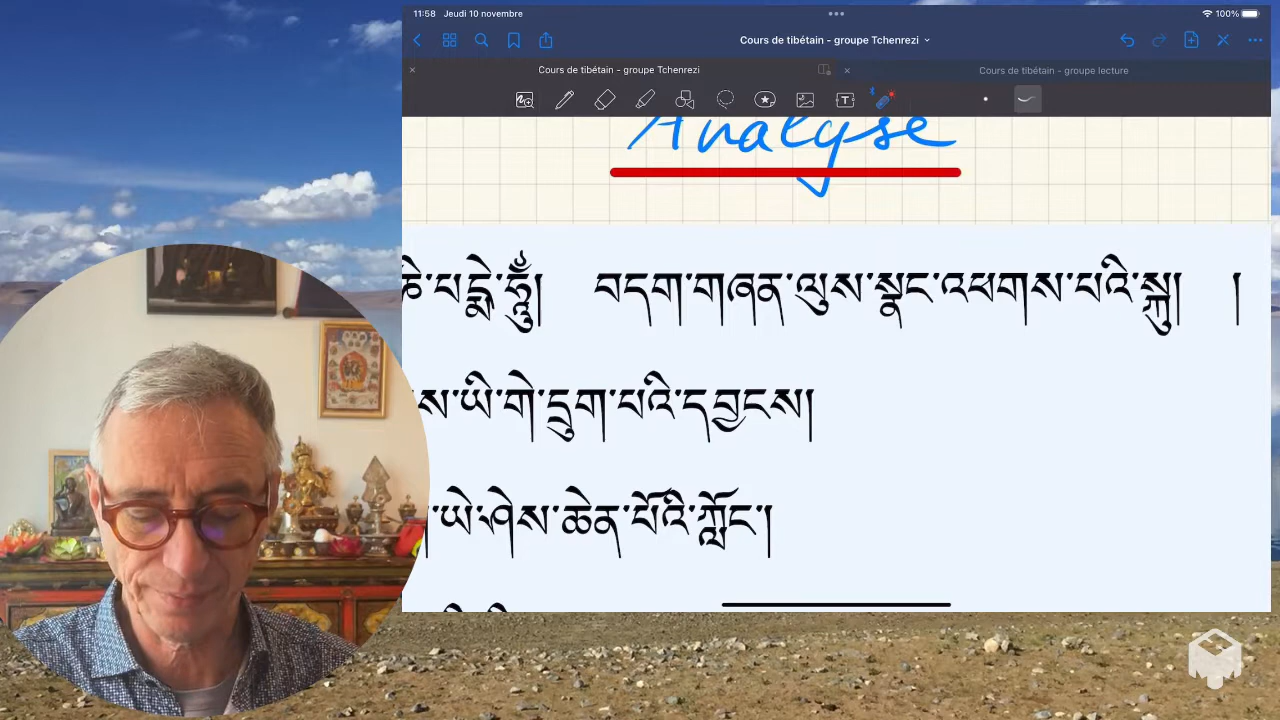 11:58 Jeudi 10 novembre
100%
Cours de tibétain - groupe Tchenrezi
Cours de tibétain - groupe tchenrezi
Cours de tibétain - groupe lecture
Analyse
པདྨེ་ཧཱུྃ། བདག་གཞན་ལུས་སྣང་འཕགས་པའི་སྐུ། །
ཡི་གེ་དྲུག་པའི་དབྱངས།
ཡེ་ཤེས་ཆེན་པོའི་ཀློང་།